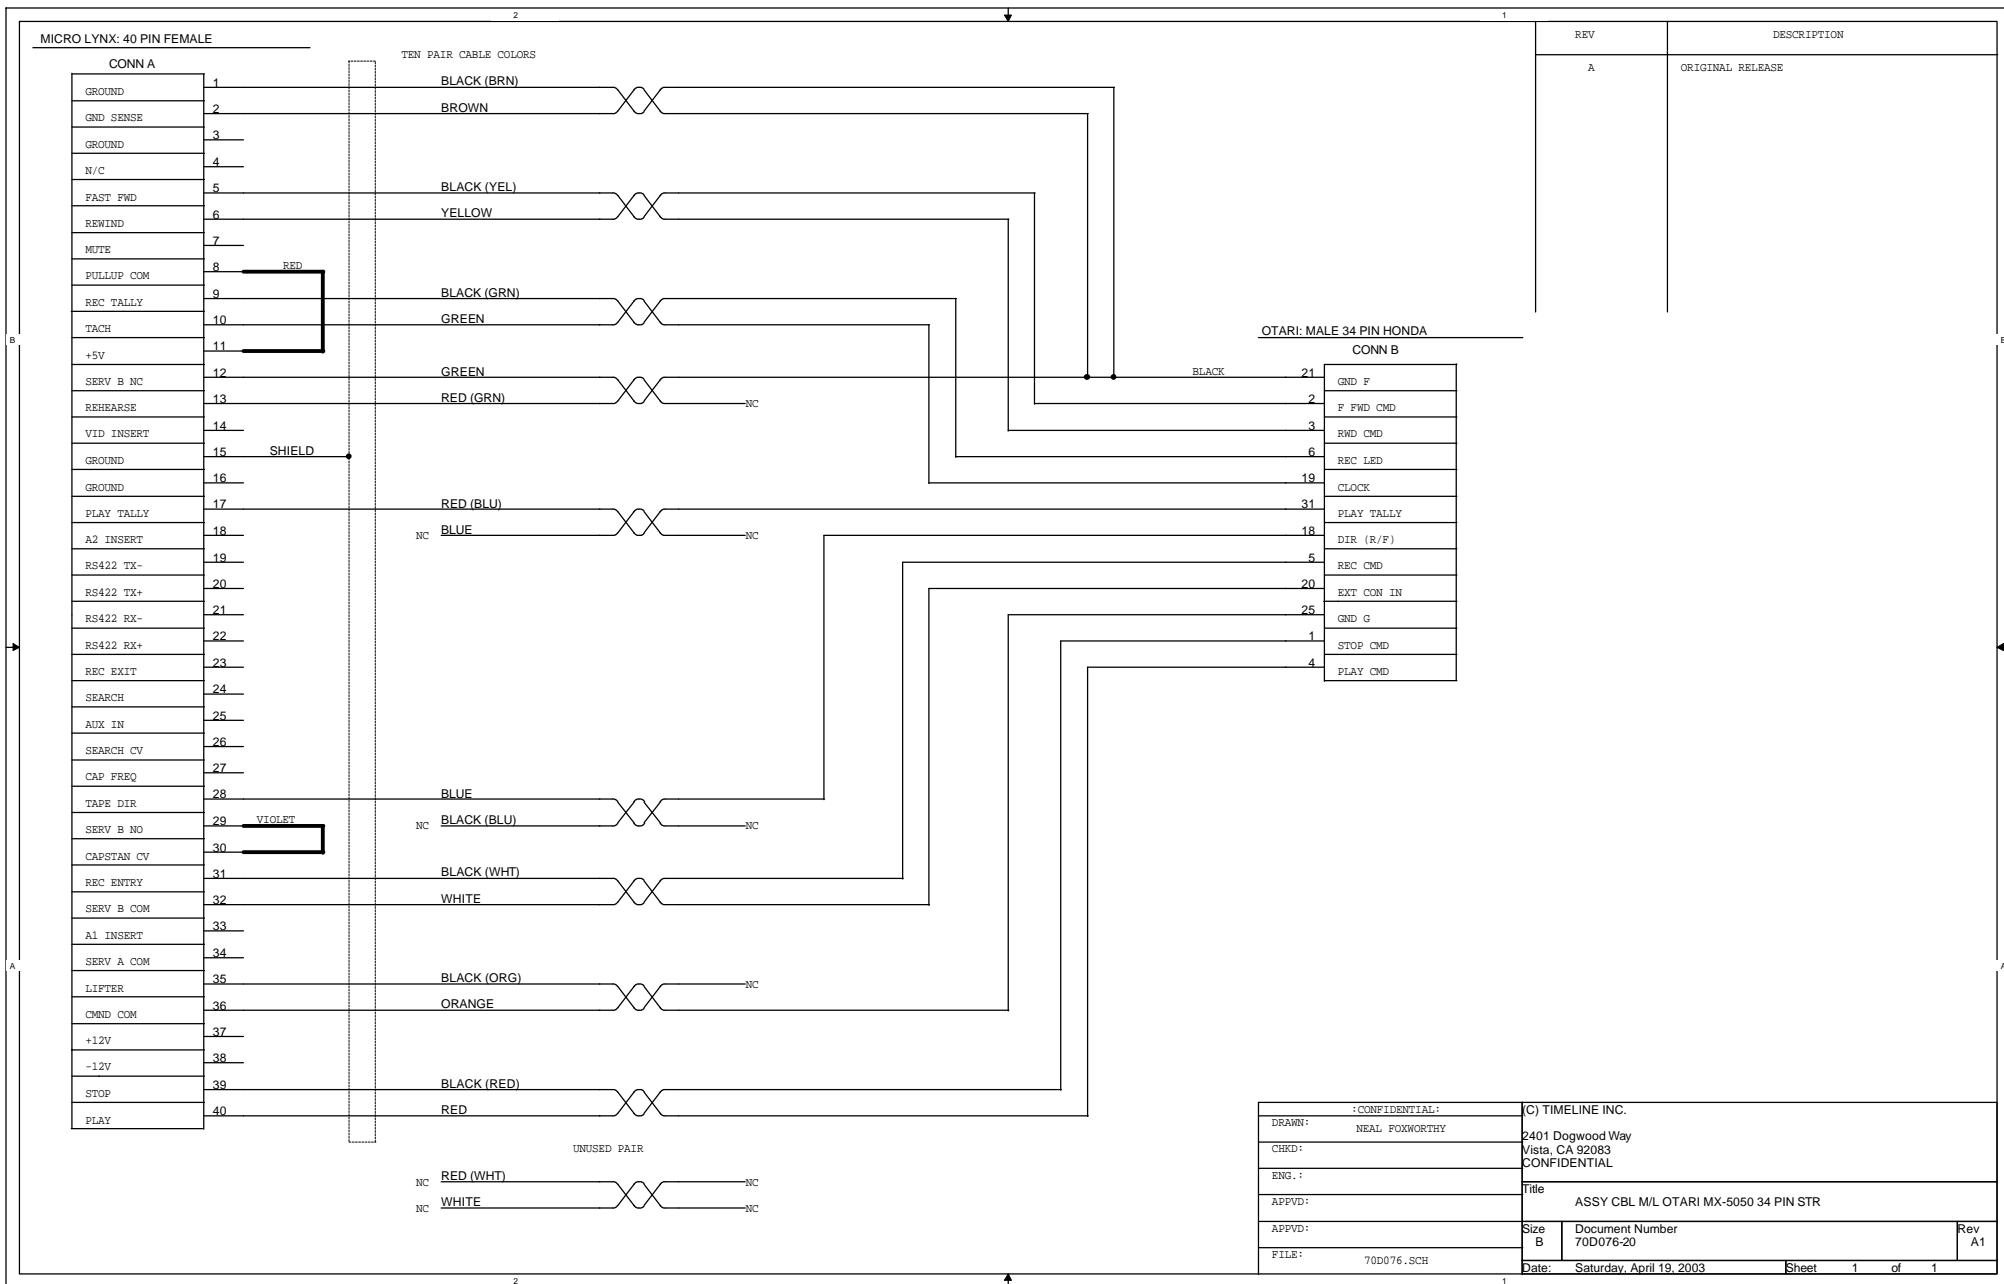 2
1
MICRO LYNX: 40 PIN FEMALE
CONN A
TEN PAIR CABLE COLORS
REV DESCRIPTION
A ORIGINAL RELEASE
GROUND 1 BLACK (BRN)
GND SENSE 2 BROWN
GROUND 3
N/C 4
FAST FWD 5 BLACK (YEL)
REWIND 6 YELLOW
MUTE 7
PULLUP COM 8 RED
REC TALLY 9 BLACK (GRN)
TACH 10 GREEN
+5V 11
SERV B NC 12 GREEN
REHEARSE 13 RED (GRN) NC
VID INSERT 14
GROUND 15 SHIELD
GROUND 16
PLAY TALLY 17 RED (BLU)
A2 INSERT 18 NC BLUE NC
RS422 TX- 19
RS422 TX+ 20
RS422 RX- 21
RS422 RX+ 22
REC EXIT 23
SEARCH 24
AUX IN 25
SEARCH CV 26
CAP FREQ 27
TAPE DIR 28 BLUE
SERV B NO 29 VIOLET NC BLACK (BLU) NC
CAPSTAN CV 30
REC ENTRY 31 BLACK (WHT)
SERV B COM 32 WHITE
A1 INSERT 33
SERV A COM 34
LIFTER 35 BLACK (ORG) NC
CMND COM 36 ORANGE
+12V 37
-12V 38
STOP 39 BLACK (RED)
PLAY 40 RED
UNUSED PAIR
NC RED (WHT) NC
NC WHITE NC
OTARI: MALE 34 PIN HONDA
CONN B
BLACK 21 GND F
2 F FWD CMD
3 RWD CMD
6 REC LED
19 CLOCK
31 PLAY TALLY
18 DIR (R/F)
5 REC CMD
20 EXT CON IN
25 GND G
1 STOP CMD
4 PLAY CMD
B
A
:CONFIDENTIAL:
DRAWN: NEAL FOXWORTHY
CHKD:
ENG.:
APPVD:
APPVD:
FILE: 70D076.SCH
(C) TIMELINE INC.
2401 Dogwood Way
Vista, CA 92083
CONFIDENTIAL
Title
ASSY CBL M/L OTARI MX-5050 34 PIN STR
Size Document Number Rev
B 70D076-20 A1
Date: Saturday, April 19, 2003 Sheet 1 of 1
2
1